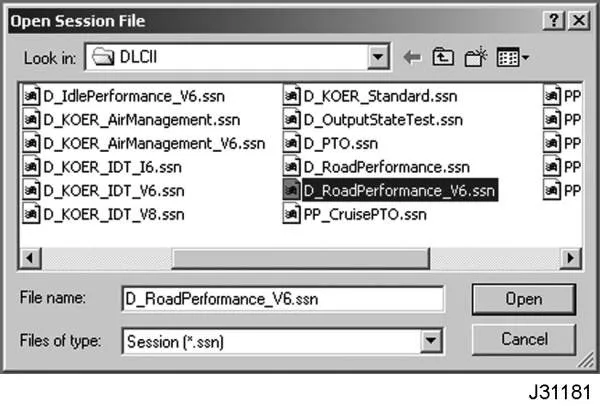 Open Session File
Look in: DLCII
D_IdlePerformance_V6.ssn
D_KOER_AirManagement.ssn
D_KOER_AirManagement_V6.ssn
D_KOER_IDT_I6.ssn
D_KOER_IDT_V6.ssn
D_KOER_IDT_V8.ssn
D_KOER_Standard.ssn
D_OutputStateTest.ssn
D_PTO.ssn
D_RoadPerformance.ssn
D_RoadPerformance_V6.ssn
PP_CruisePTO.ssn
PP
PP
PP
PP
PP
File name: D_RoadPerformance_V6.ssn Open
Files of type: Session (*.ssn) Cancel
J31181